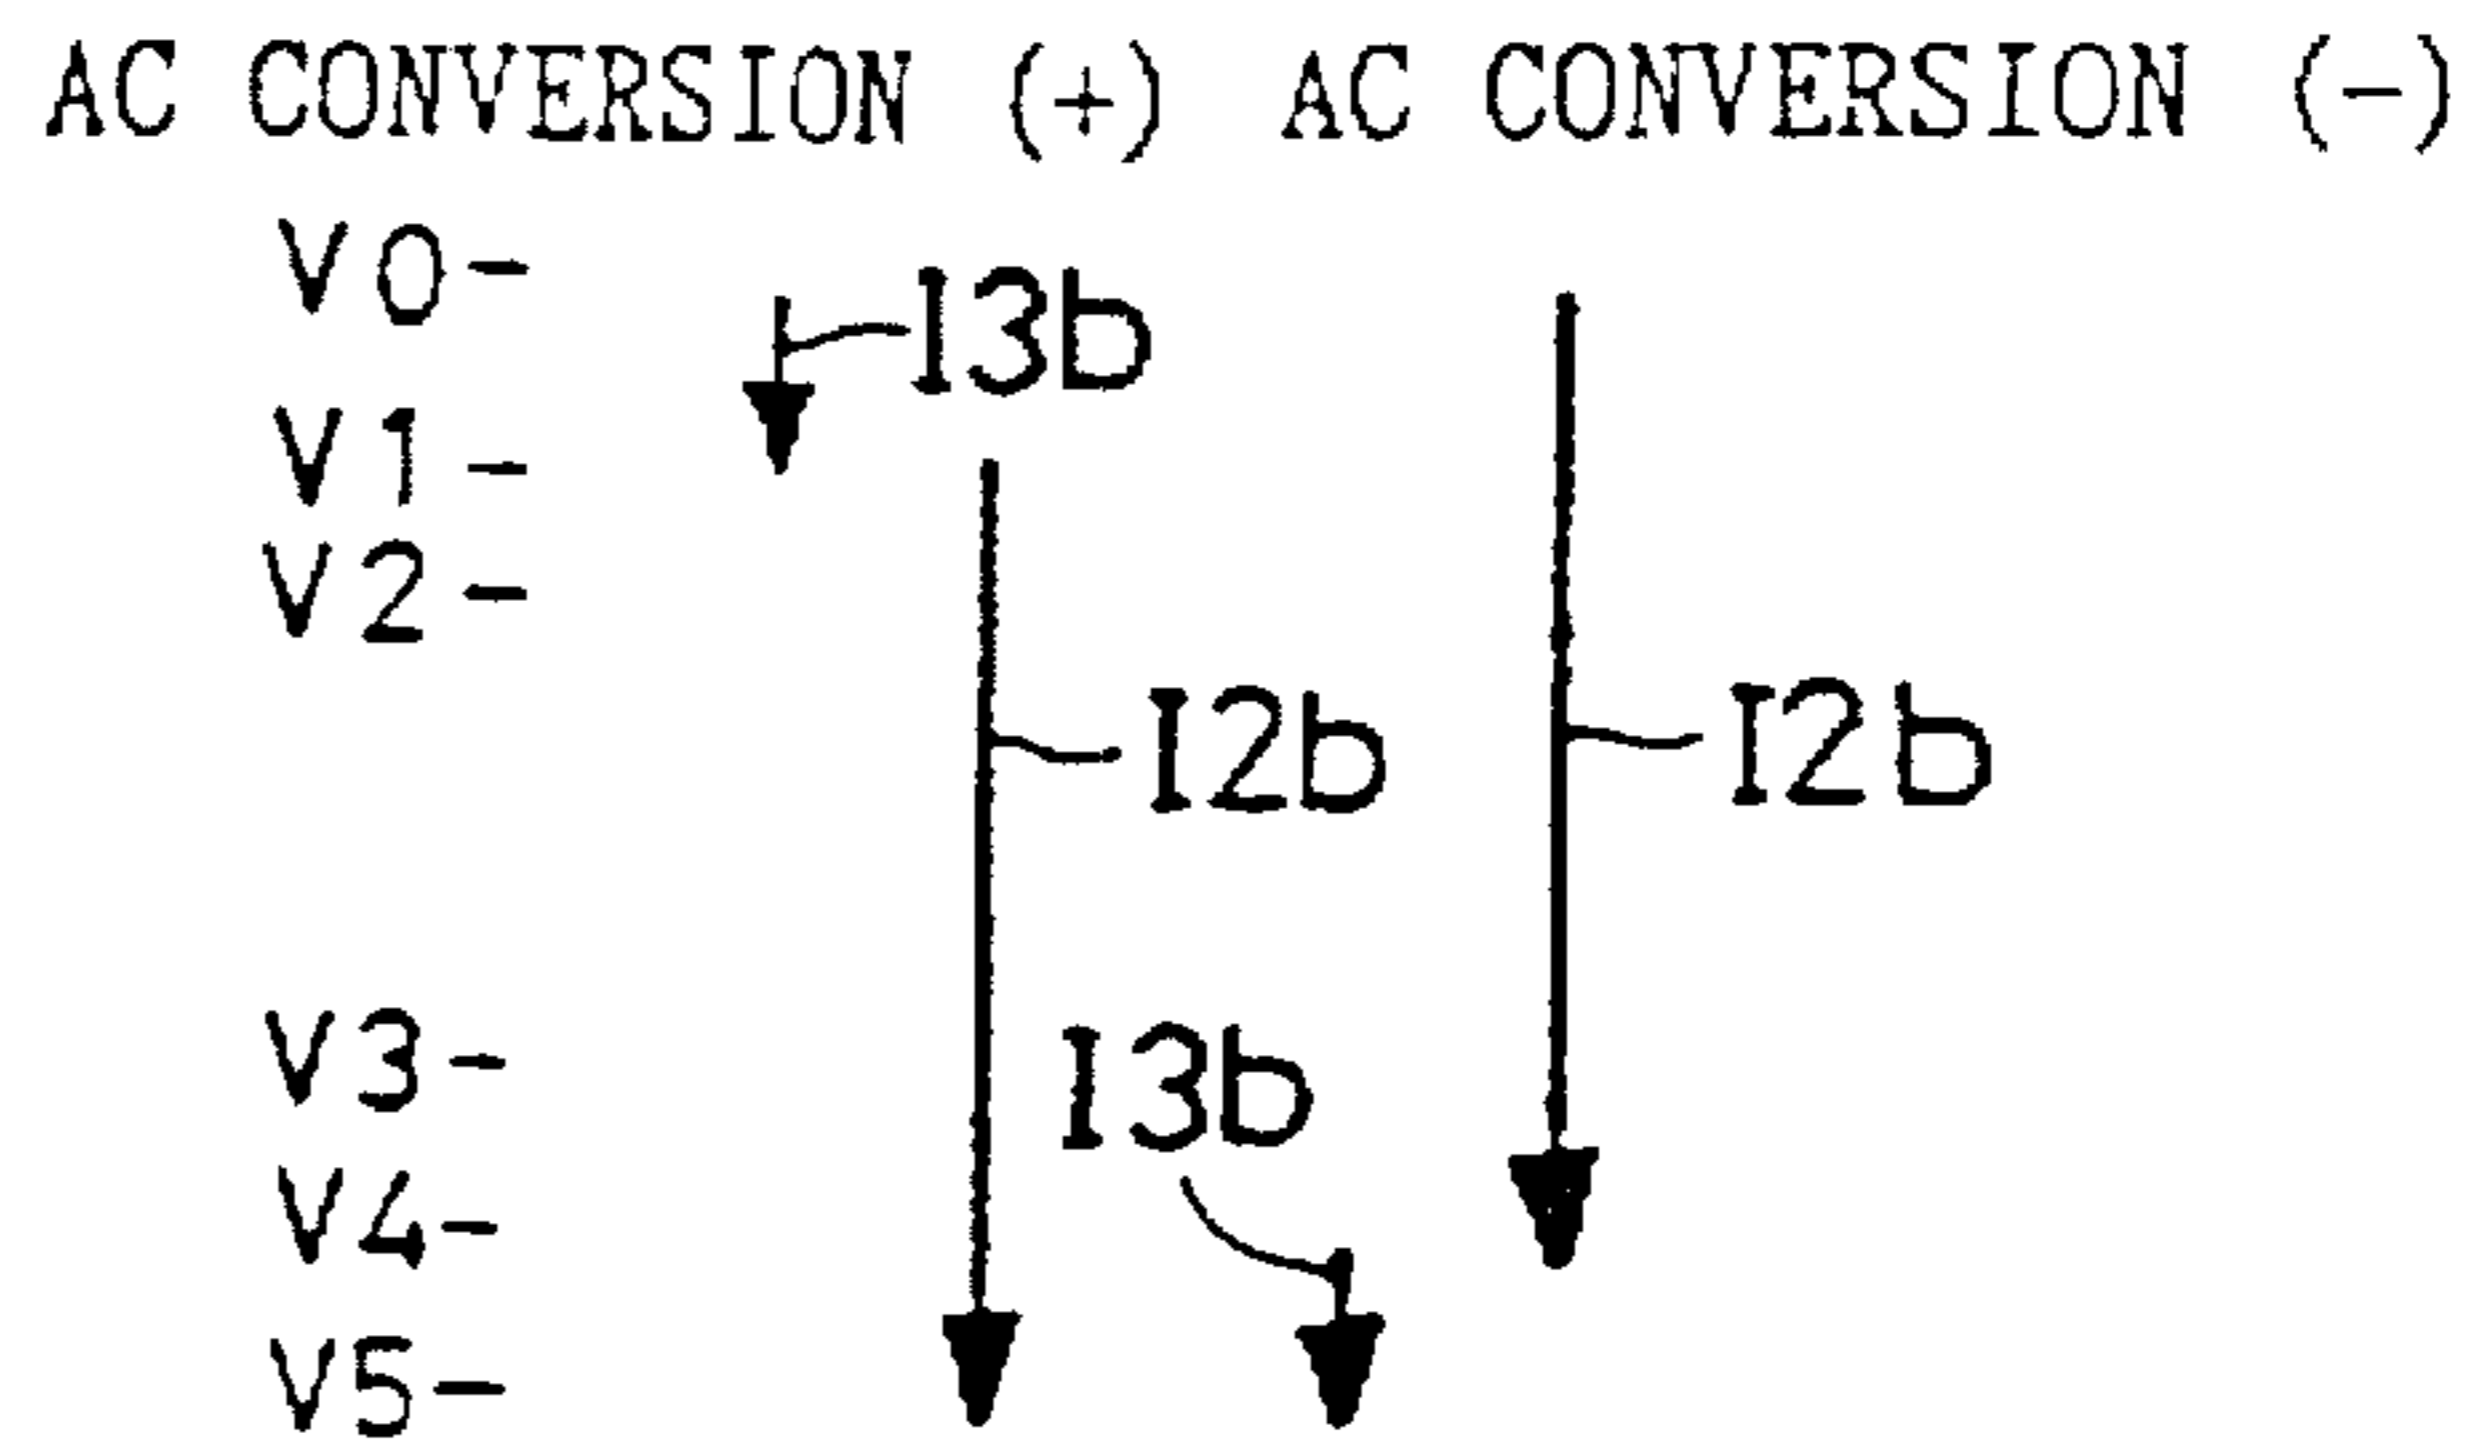 AC CONVERSION (+) AC CONVERSION (-)
V0-
I3b
V1-
V2-
I2b
I2b
V3-
I3b
V4-
V5-